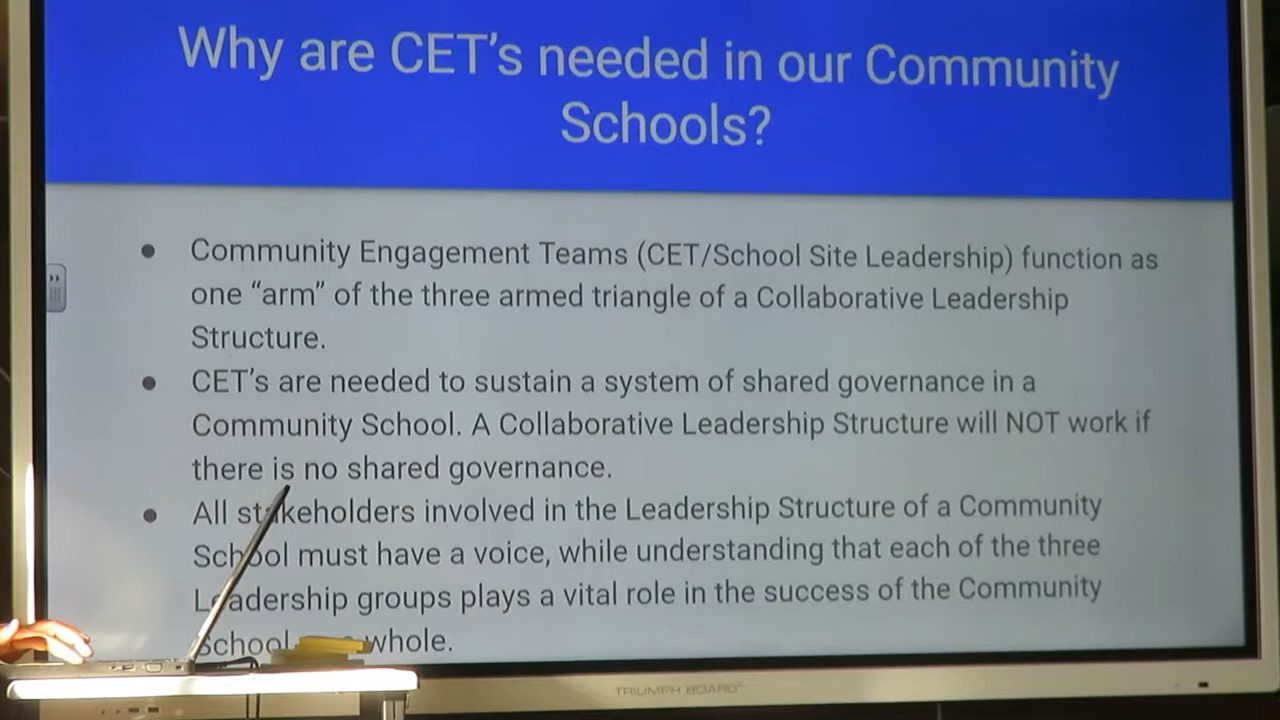 Why are CET's needed in our Community
Schools?
● Community Engagement Teams (CET/School Site Leadership) function as
one “arm” of the three armed triangle of a Collaborative Leadership
Structure.
● CET's are needed to sustain a system of shared governance in a
Community School. A Collaborative Leadership Structure will NOT work if
there is no shared governance.
● All stakeholders involved in the Leadership Structure of a Community
School must have a voice, while understanding that each of the three
Leadership groups plays a vital role in the success of the Community
School whole.
TRIUMPH BOARD